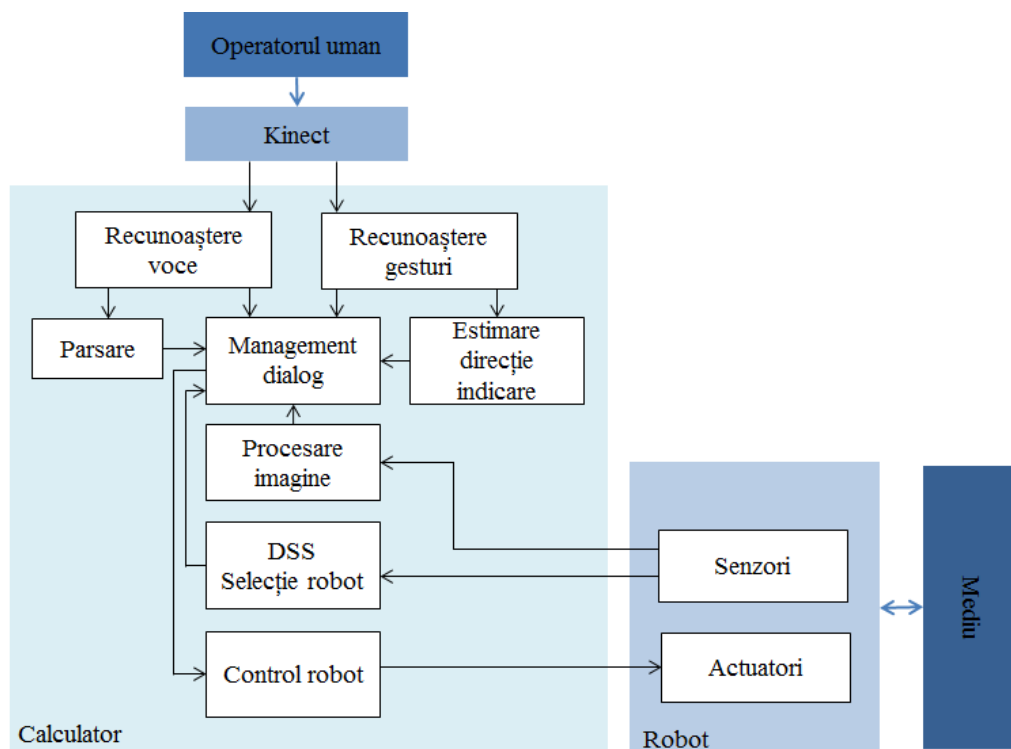 Operatorul uman
Kinect
Recunoaștere
voce
Recunoaștere
gesturi
Parsare
Management
dialog
Estimare
direcție
indicare
Procesare
imagine
DSS
Selecție robot
Senzori
Mediu
Control robot
Actuatori
Calculator
Robot